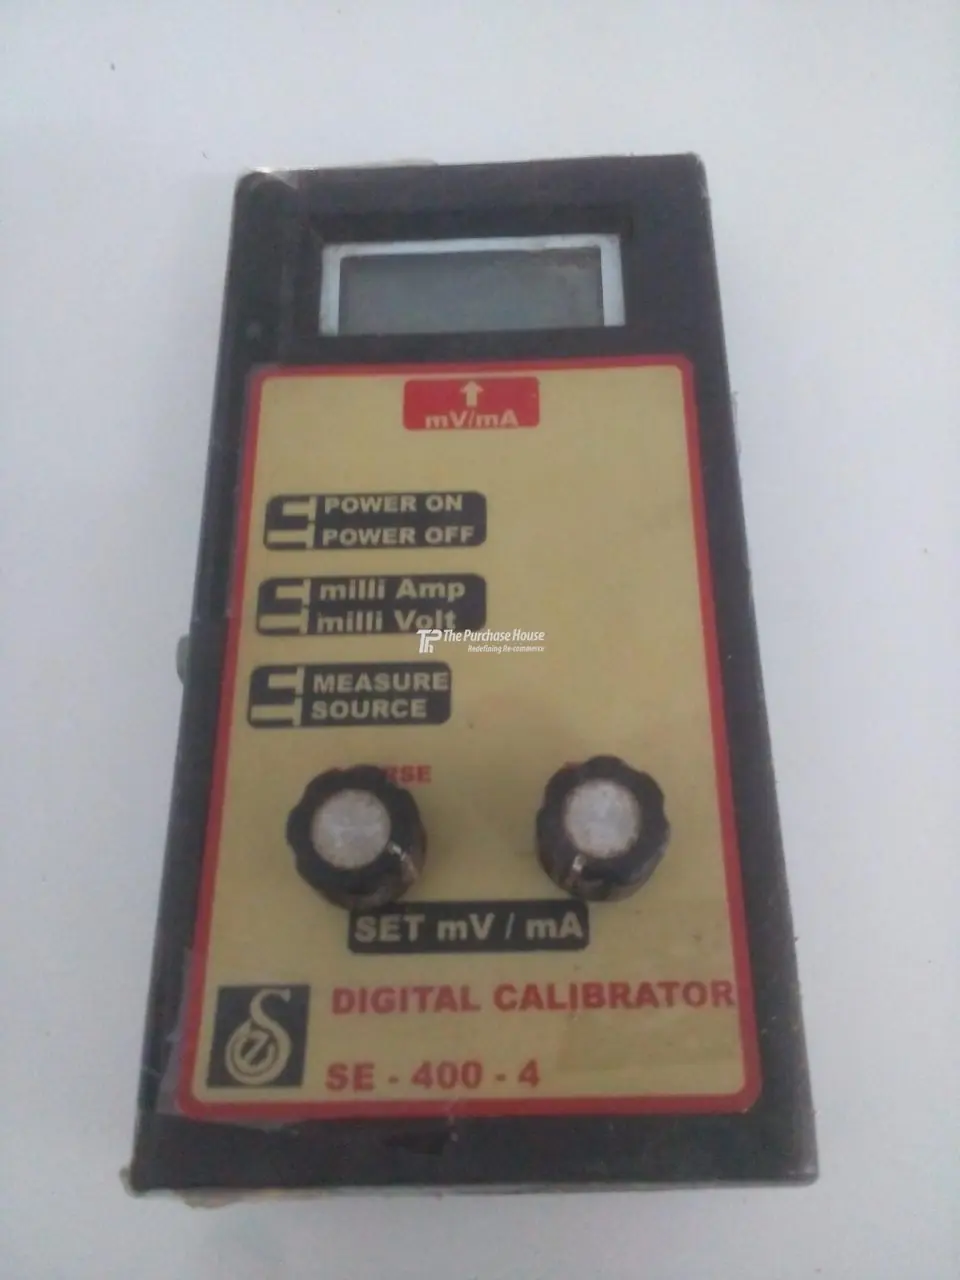 mV/mA
POWER ON
POWER OFF
milli Amp
milli Volt
TP The Purchase House
Redefining Re-commerce
MEASURE
SOURCE
SET mV / mA
DIGITAL CALIBRATOR
SE - 400 - 4